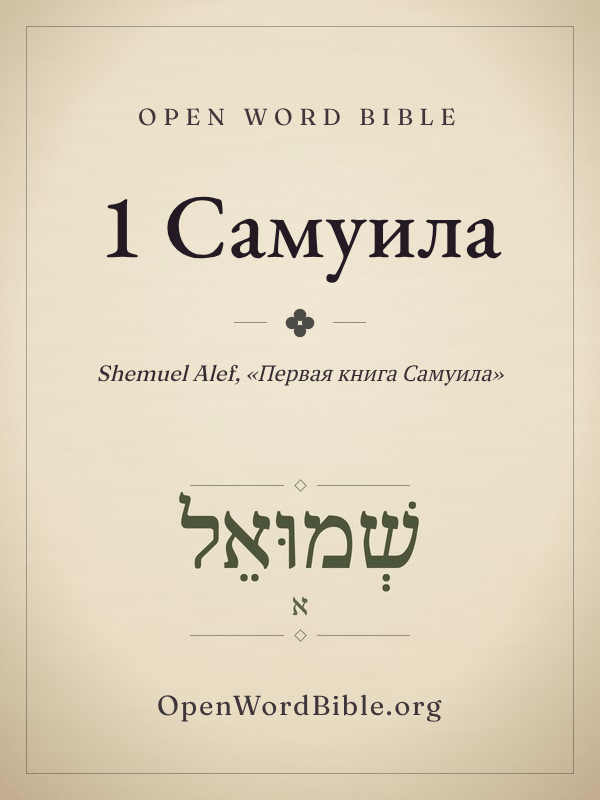 OPEN WORD BIBLE
1 Самуила
Shemuel Alef, «Первая книга Самуила»
שְׁמוּאֵל
א
OpenWordBible.org